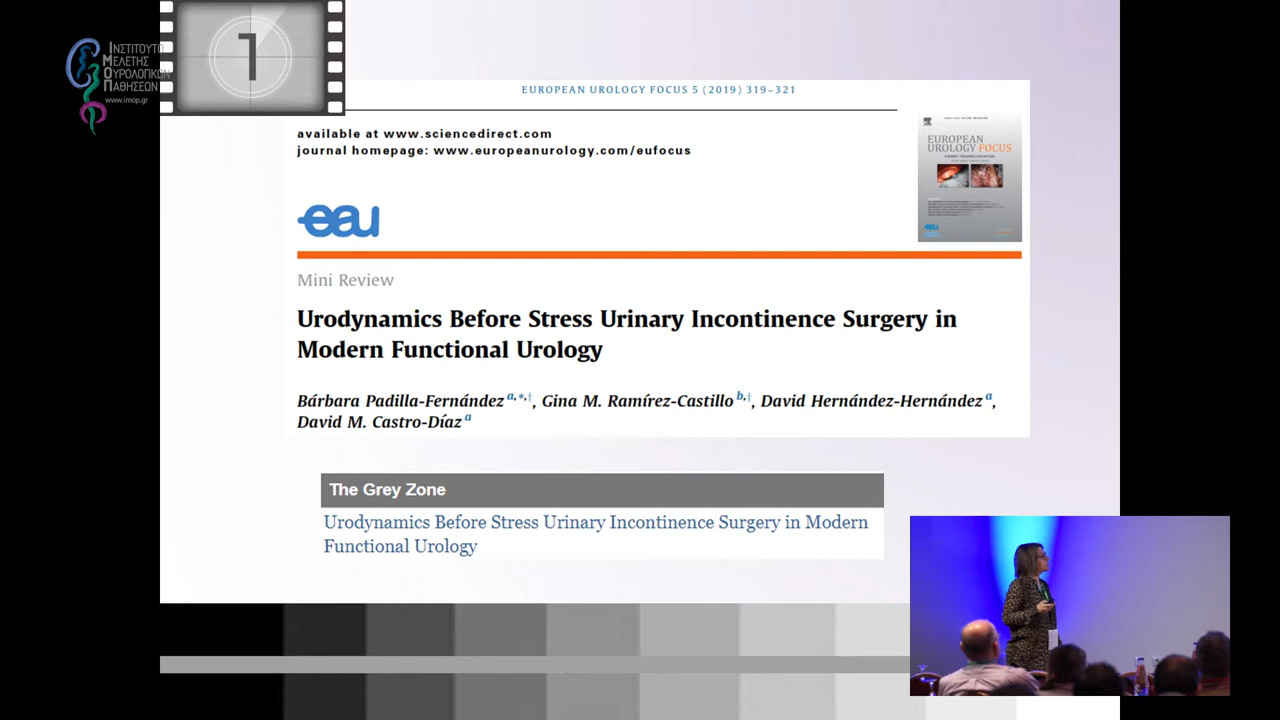 ΙΝΣΤΙΤΟΥΤΟ
ΜΕΛΕΤΗΣ
ΟΥΡΟΛΟΓΙΚΩΝ
ΠΑΘΗΣΕΩΝ
www.imop.gr
1
EUROPEAN UROLOGY FOCUS 5 (2019) 319–321
available at www.sciencedirect.com
journal homepage: www.europeanurology.com/eufocus
EUROPEAN
UROLOGY FOCUS
eau
Mini Review
Urodynamics Before Stress Urinary Incontinence Surgery in
Modern Functional Urology
Bárbara Padilla-Fernández a,*,†, Gina M. Ramírez-Castillo b,†, David Hernández-Hernández a,
David M. Castro-Díaz a
The Grey Zone
Urodynamics Before Stress Urinary Incontinence Surgery in Modern
Functional Urology